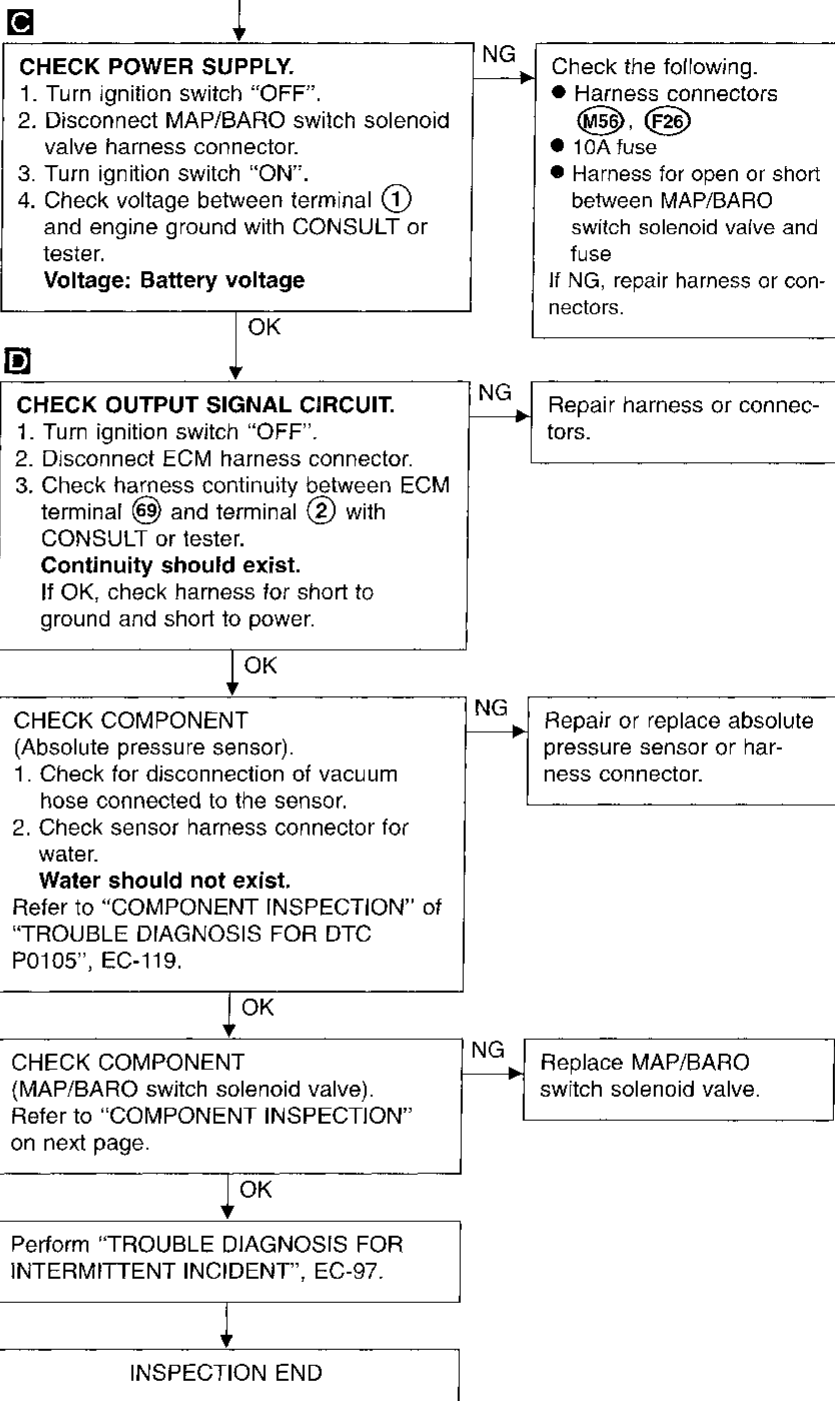 C
CHECK POWER SUPPLY.
1. Turn ignition switch “OFF”.
2. Disconnect MAP/BARO switch solenoid
valve harness connector.
3. Turn ignition switch “ON”.
4. Check voltage between terminal ①
and engine ground with CONSULT or
tester.
Voltage: Battery voltage
NG
Check the following.
● Harness connectors
M56, F26
● 10A fuse
● Harness for open or short
between MAP/BARO
switch solenoid valve and
fuse
If NG, repair harness or con-
nectors.
OK
D
CHECK OUTPUT SIGNAL CIRCUIT.
1. Turn ignition switch “OFF”.
2. Disconnect ECM harness connector.
3. Check harness continuity between ECM
terminal 69 and terminal ② with
CONSULT or tester.
Continuity should exist.
If OK, check harness for short to
ground and short to power.
NG
Repair harness or connec-
tors.
OK
CHECK COMPONENT
(Absolute pressure sensor).
1. Check for disconnection of vacuum
hose connected to the sensor.
2. Check sensor harness connector for
water.
Water should not exist.
Refer to “COMPONENT INSPECTION” of
“TROUBLE DIAGNOSIS FOR DTC
P0105”, EC-119.
NG
Repair or replace absolute
pressure sensor or har-
ness connector.
OK
CHECK COMPONENT
(MAP/BARO switch solenoid valve).
Refer to “COMPONENT INSPECTION”
on next page.
NG
Replace MAP/BARO
switch solenoid valve.
OK
Perform “TROUBLE DIAGNOSIS FOR
INTERMITTENT INCIDENT”, EC-97.
INSPECTION END